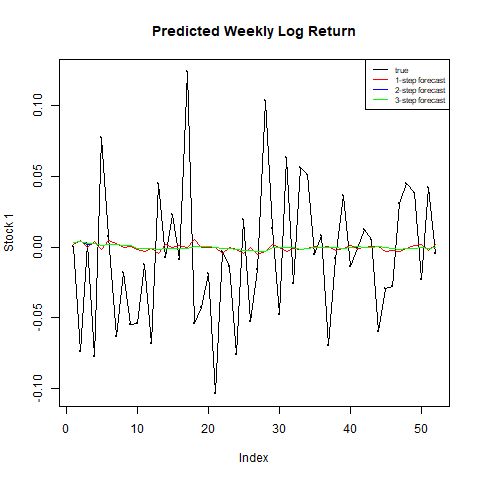 Predicted Weekly Log Return
true
1-step forecast
2-step forecast
3-step forecast
Stock 1
0.10
0.05
0.00
-0.05
-0.10
0 10 20 30 40 50
Index